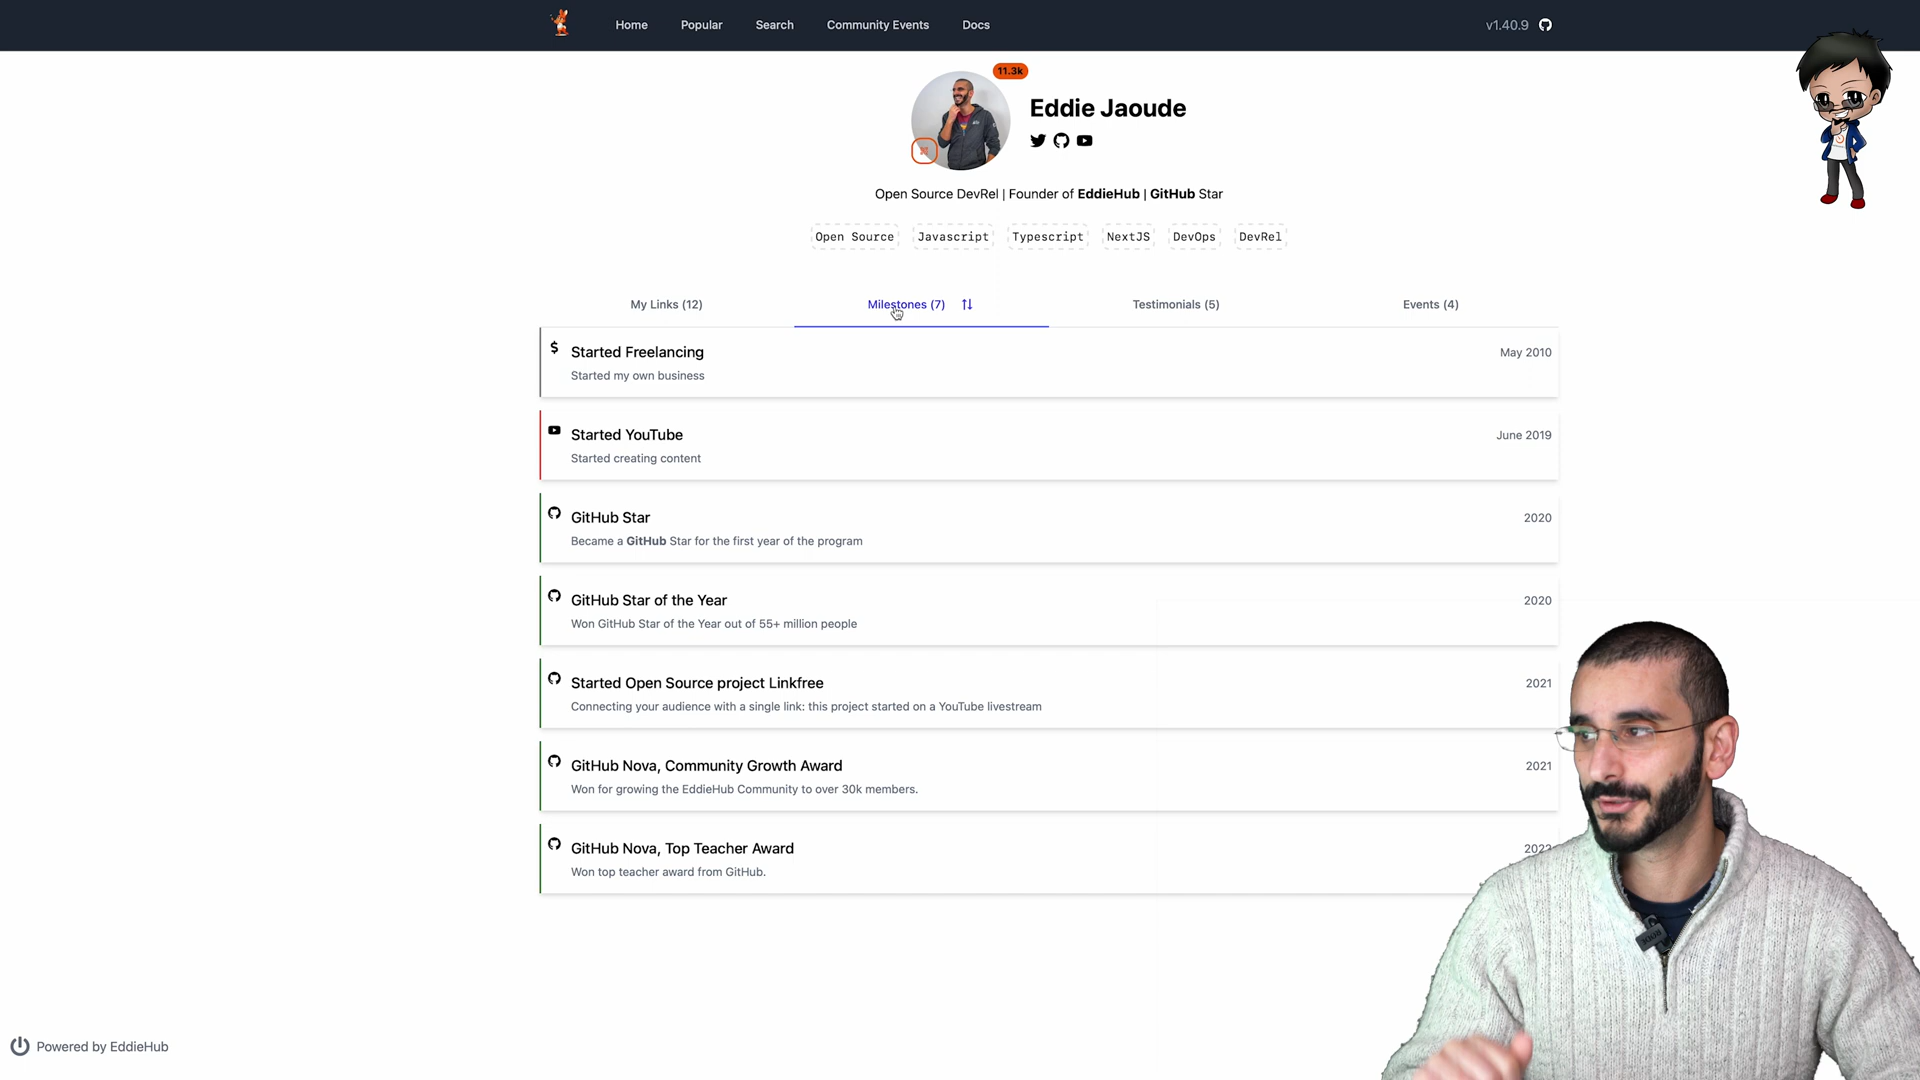 Home Popular Search Community Events Docs v1.40.9
11.3k
Eddie Jaoude
Open Source DevRel | Founder of EddieHub | GitHub Star
Open Source Javascript Typescript NextJS DevOps DevRel
My Links (12) Milestones (7) Testimonials (5) Events (4)
$ Started Freelancing May 2010
Started my own business
Started YouTube June 2019
Started creating content
GitHub Star 2020
Became a GitHub Star for the first year of the program
GitHub Star of the Year 2020
Won GitHub Star of the Year out of 55+ million people
Started Open Source project Linkfree 2021
Connecting your audience with a single link: this project started on a YouTube livestream
GitHub Nova, Community Growth Award 2021
Won for growing the EddieHub Community to over 30k members.
GitHub Nova, Top Teacher Award
Won top teacher award from GitHub.
Powered by EddieHub